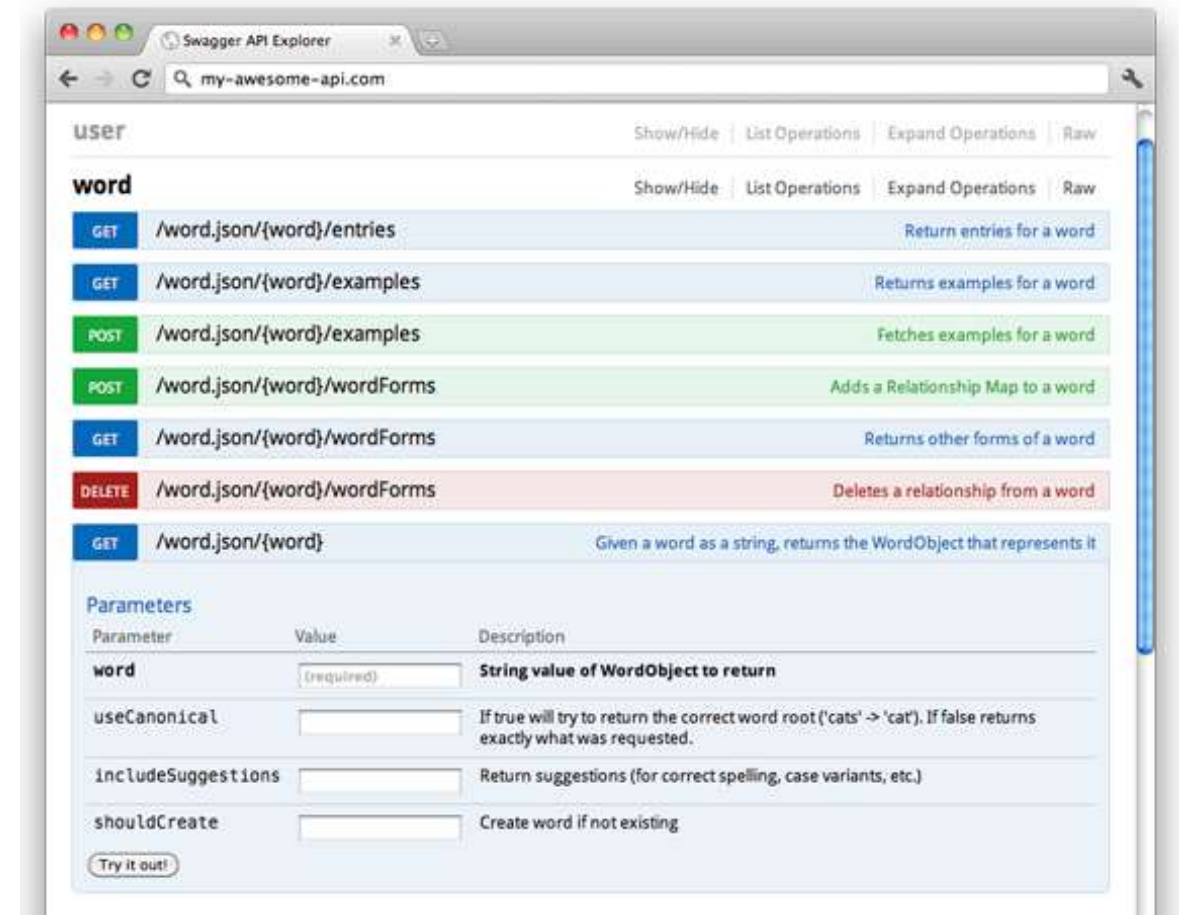 Swagger API Explorer
my-awesome-api.com
user Show/Hide List Operations Expand Operations Raw
word Show/Hide List Operations Expand Operations Raw
GET /word.json/{word}/entries Return entries for a word
GET /word.json/{word}/examples Returns examples for a word
POST /word.json/{word}/examples Fetches examples for a word
POST /word.json/{word}/wordForms Adds a Relationship Map to a word
GET /word.json/{word}/wordForms Returns other forms of a word
DELETE /word.json/{word}/wordForms Deletes a relationship from a word
GET /word.json/{word} Given a word as a string, returns the WordObject that represents it
Parameters
Parameter Value Description
word (required) String value of WordObject to return
useCanonical If true will try to return the correct word root ('cats' -> 'cat'). If false returns
exactly what was requested.
includeSuggestions Return suggestions (for correct spelling, case variants, etc.)
shouldCreate Create word if not existing
Try it out!